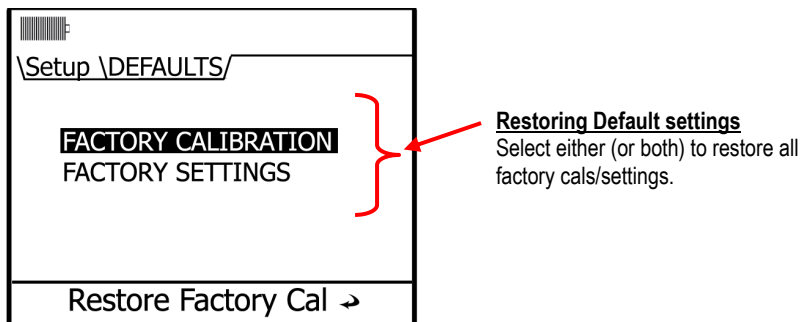 \Setup \DEFAULTS/
FACTORY CALIBRATION
FACTORY SETTINGS
Restore Factory Cal ↵
Restoring Default settings
Select either (or both) to restore all
factory cals/settings.